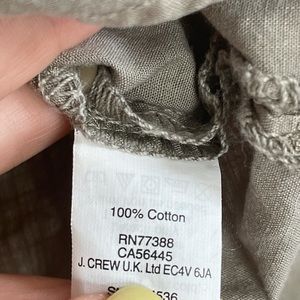 100% Cotton
RN77388
CA56445
J. CREW U.K. Ltd EC4V 6JA